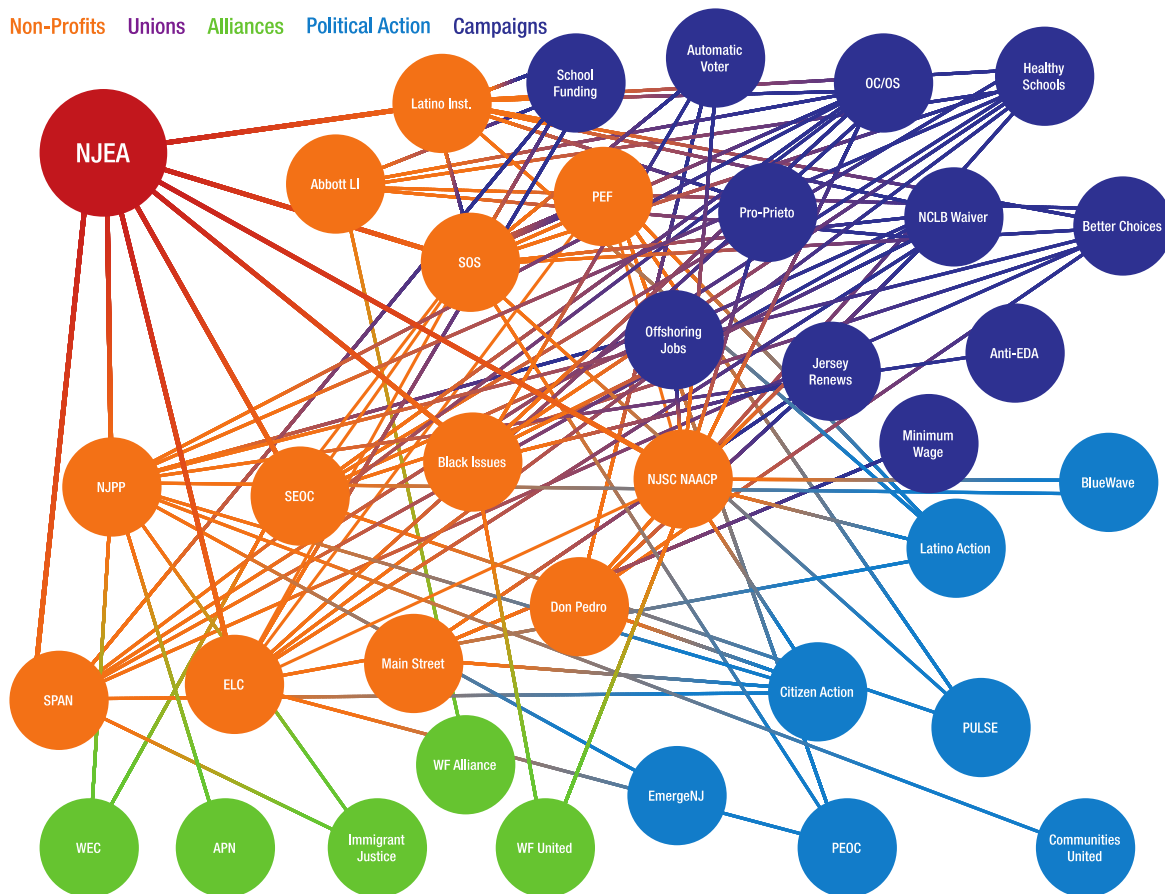 Non-Profits Unions Alliances Political Action Campaigns
NJEA
Latino Inst.
School
Funding
Automatic
Voter
OC/OS
Healthy
Schools
Abbott LI
PEF
Pro-Prieto
NCLB Waiver
Better Choices
SOS
Offshoring
Jobs
Jersey
Renews
Anti-EDA
NJPP
SEOC
Black Issues
NJSC NAACP
Minimum
Wage
BlueWave
Latino Action
Don Pedro
SPAN
ELC
Main Street
Citizen Action
PULSE
WF Alliance
EmergeNJ
WEC
APN
Immigrant
Justice
WF United
PEOC
Communities
United